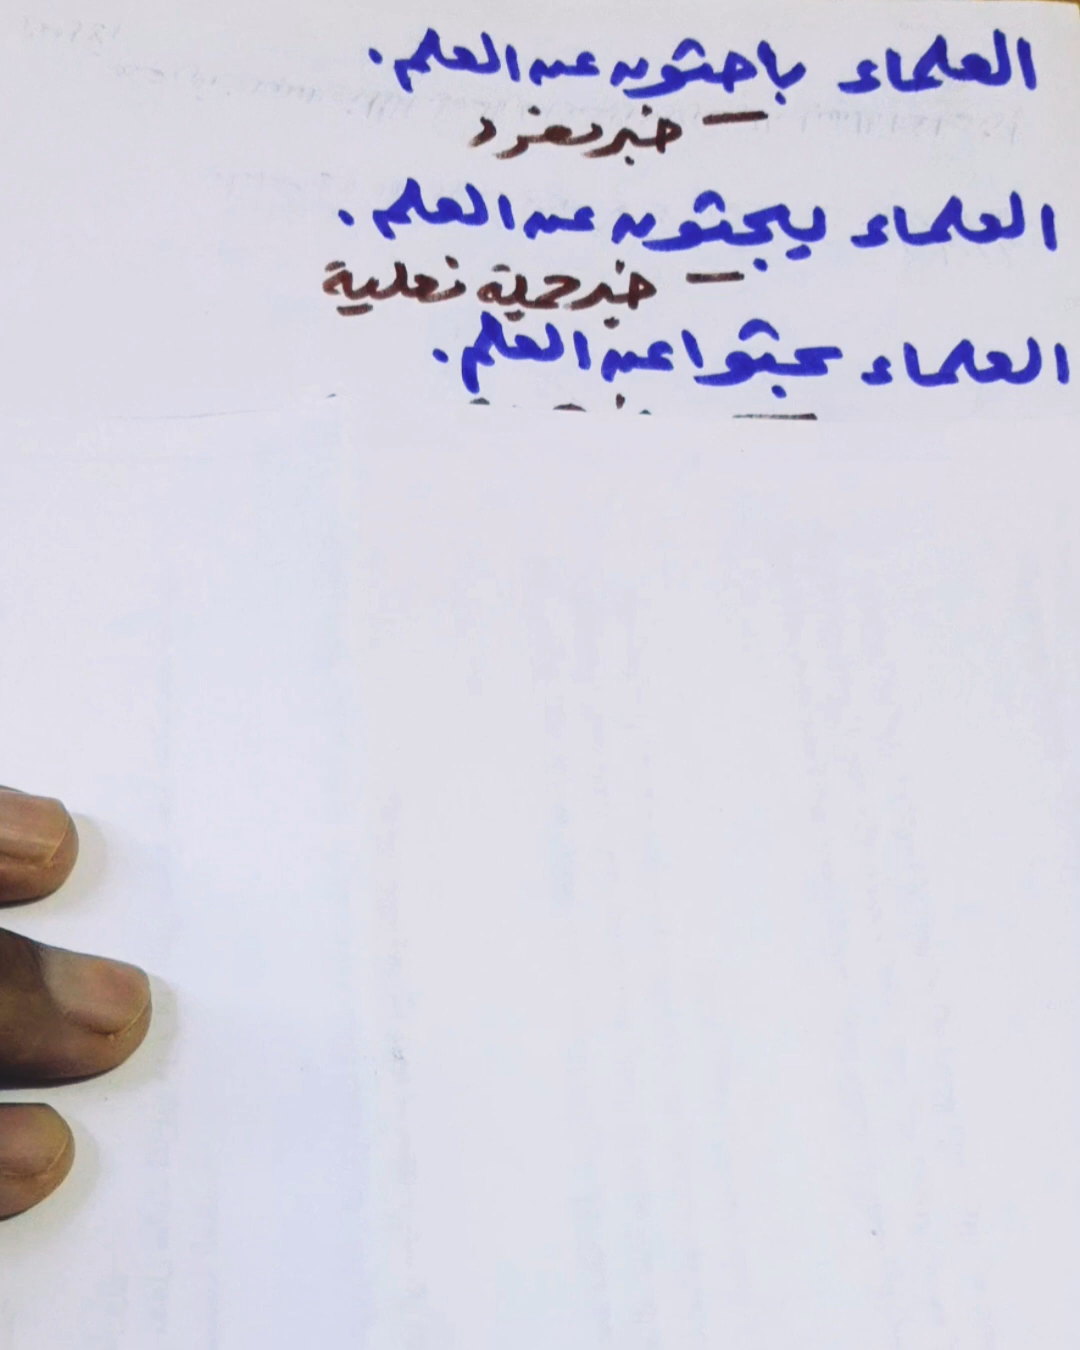 العلماء باحثون عن العلم.
خبر مفرد
العلماء يبحثون عن العلم.
خبر جملة فعلية
العلماء بحثوا عن العلم.